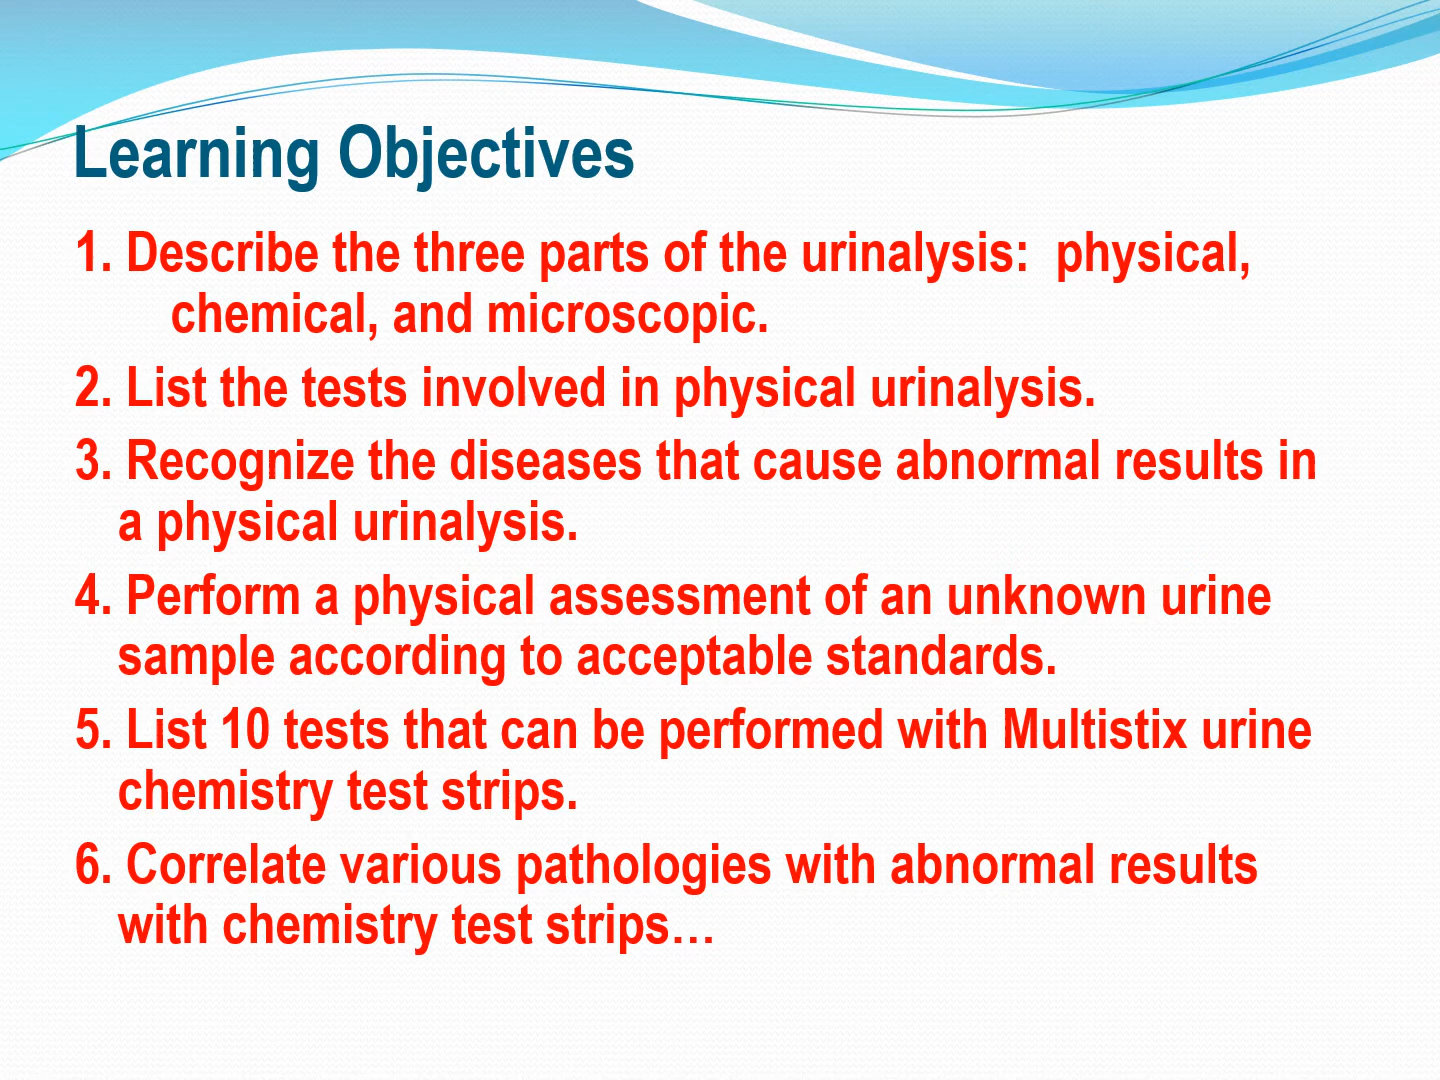 Learning Objectives
1. Describe the three parts of the urinalysis:  physical,
chemical, and microscopic.
2. List the tests involved in physical urinalysis.
3. Recognize the diseases that cause abnormal results in
a physical urinalysis.
4. Perform a physical assessment of an unknown urine
sample according to acceptable standards.
5. List 10 tests that can be performed with Multistix urine
chemistry test strips.
6. Correlate various pathologies with abnormal results
with chemistry test strips…